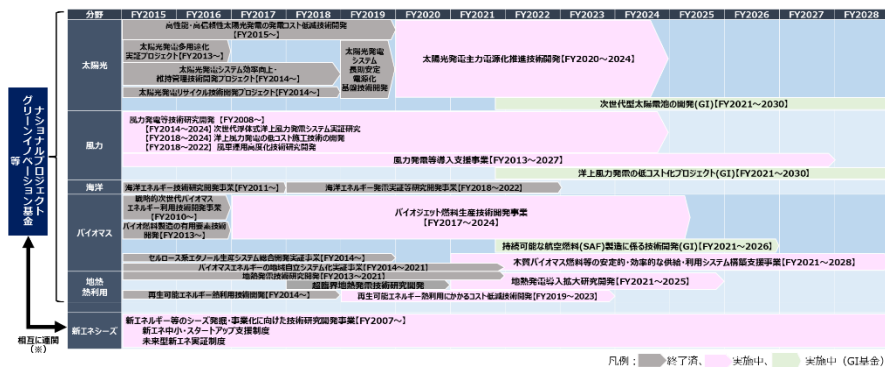 分野 FY2015 FY2016 FY2017 FY2018 FY2019 FY2020 FY2021 FY2022 FY2023 FY2024 FY2025 FY2026 FY2027 FY2028
ナショナルプロジェクト
グリーンイノベーション基金
等
相互に連関
(※)
太陽光
高性能・高信頼性太陽光発電の発電コスト低減技術開発
【FY2015～】
太陽光発電多用途化
実証プロジェクト【FY2013～】
太陽光発電システム効率向上・
維持管理技術開発プロジェクト【FY2014～】
太陽光発電リサイクル技術開発プロジェクト【FY2014～】
太陽光発電
システム
長期安定
電源化
基盤技術開発
太陽光発電主力電源化推進技術開発【FY2020～2024】
次世代型太陽電池の開発(GI)【FY2021～2030】
風力
風力発電等技術研究開発 【FY2008～】
【FY2014～2024】次世代浮体式洋上風力発電システム実証研究
【FY2018～2024】洋上風力発電の低コスト施工技術の開発
【FY2018～2022】風車運用高度化技術研究開発
風力発電等導入支援事業【FY2013～2027】
洋上風力発電の低コスト化プロジェクト(GI)【FY2021～2030】
海洋
海洋エネルギー技術研究開発事業【FY2011～】
海洋エネルギー発電実証等研究開発事業【FY2018～2022】
バイオマス
戦略的次世代バイオマス
エネルギー利用技術開発事業
【FY2010～】
バイオ燃料製造の有用要素技術
開発【FY2013～】
バイオジェット燃料生産技術開発事業
【FY2017～2024】
持続可能な航空燃料(SAF)製造に係る技術開発(GI)【FY2021～2026】
セルロース系エタノール生産システム総合開発実証事業【FY2014～】
木質バイオマス燃料等の安定的・効率的な供給・利用システム構築支援事業【FY2021～2028】
バイオマスエネルギーの地域自立システム化実証事業【FY2014～2021】
地熱
熱利用
地熱発電技術研究開発【FY2013～2021】
超臨界地熱発電技術研究開発
地熱発電導入拡大研究開発【FY2021～2025】
再生可能エネルギー熱利用技術開発【FY2014～】
再生可能エネルギー熱利用にかかるコスト低減技術開発【FY2019～2023】
新エネシーズ
新エネルギー等のシーズ発掘・事業化に向けた技術研究開発事業【FY2007～】
新エネ中小・スタートアップ支援制度
未来型新エネ実証制度
凡例： 終了済、 実施中、 実施中（GI基金）